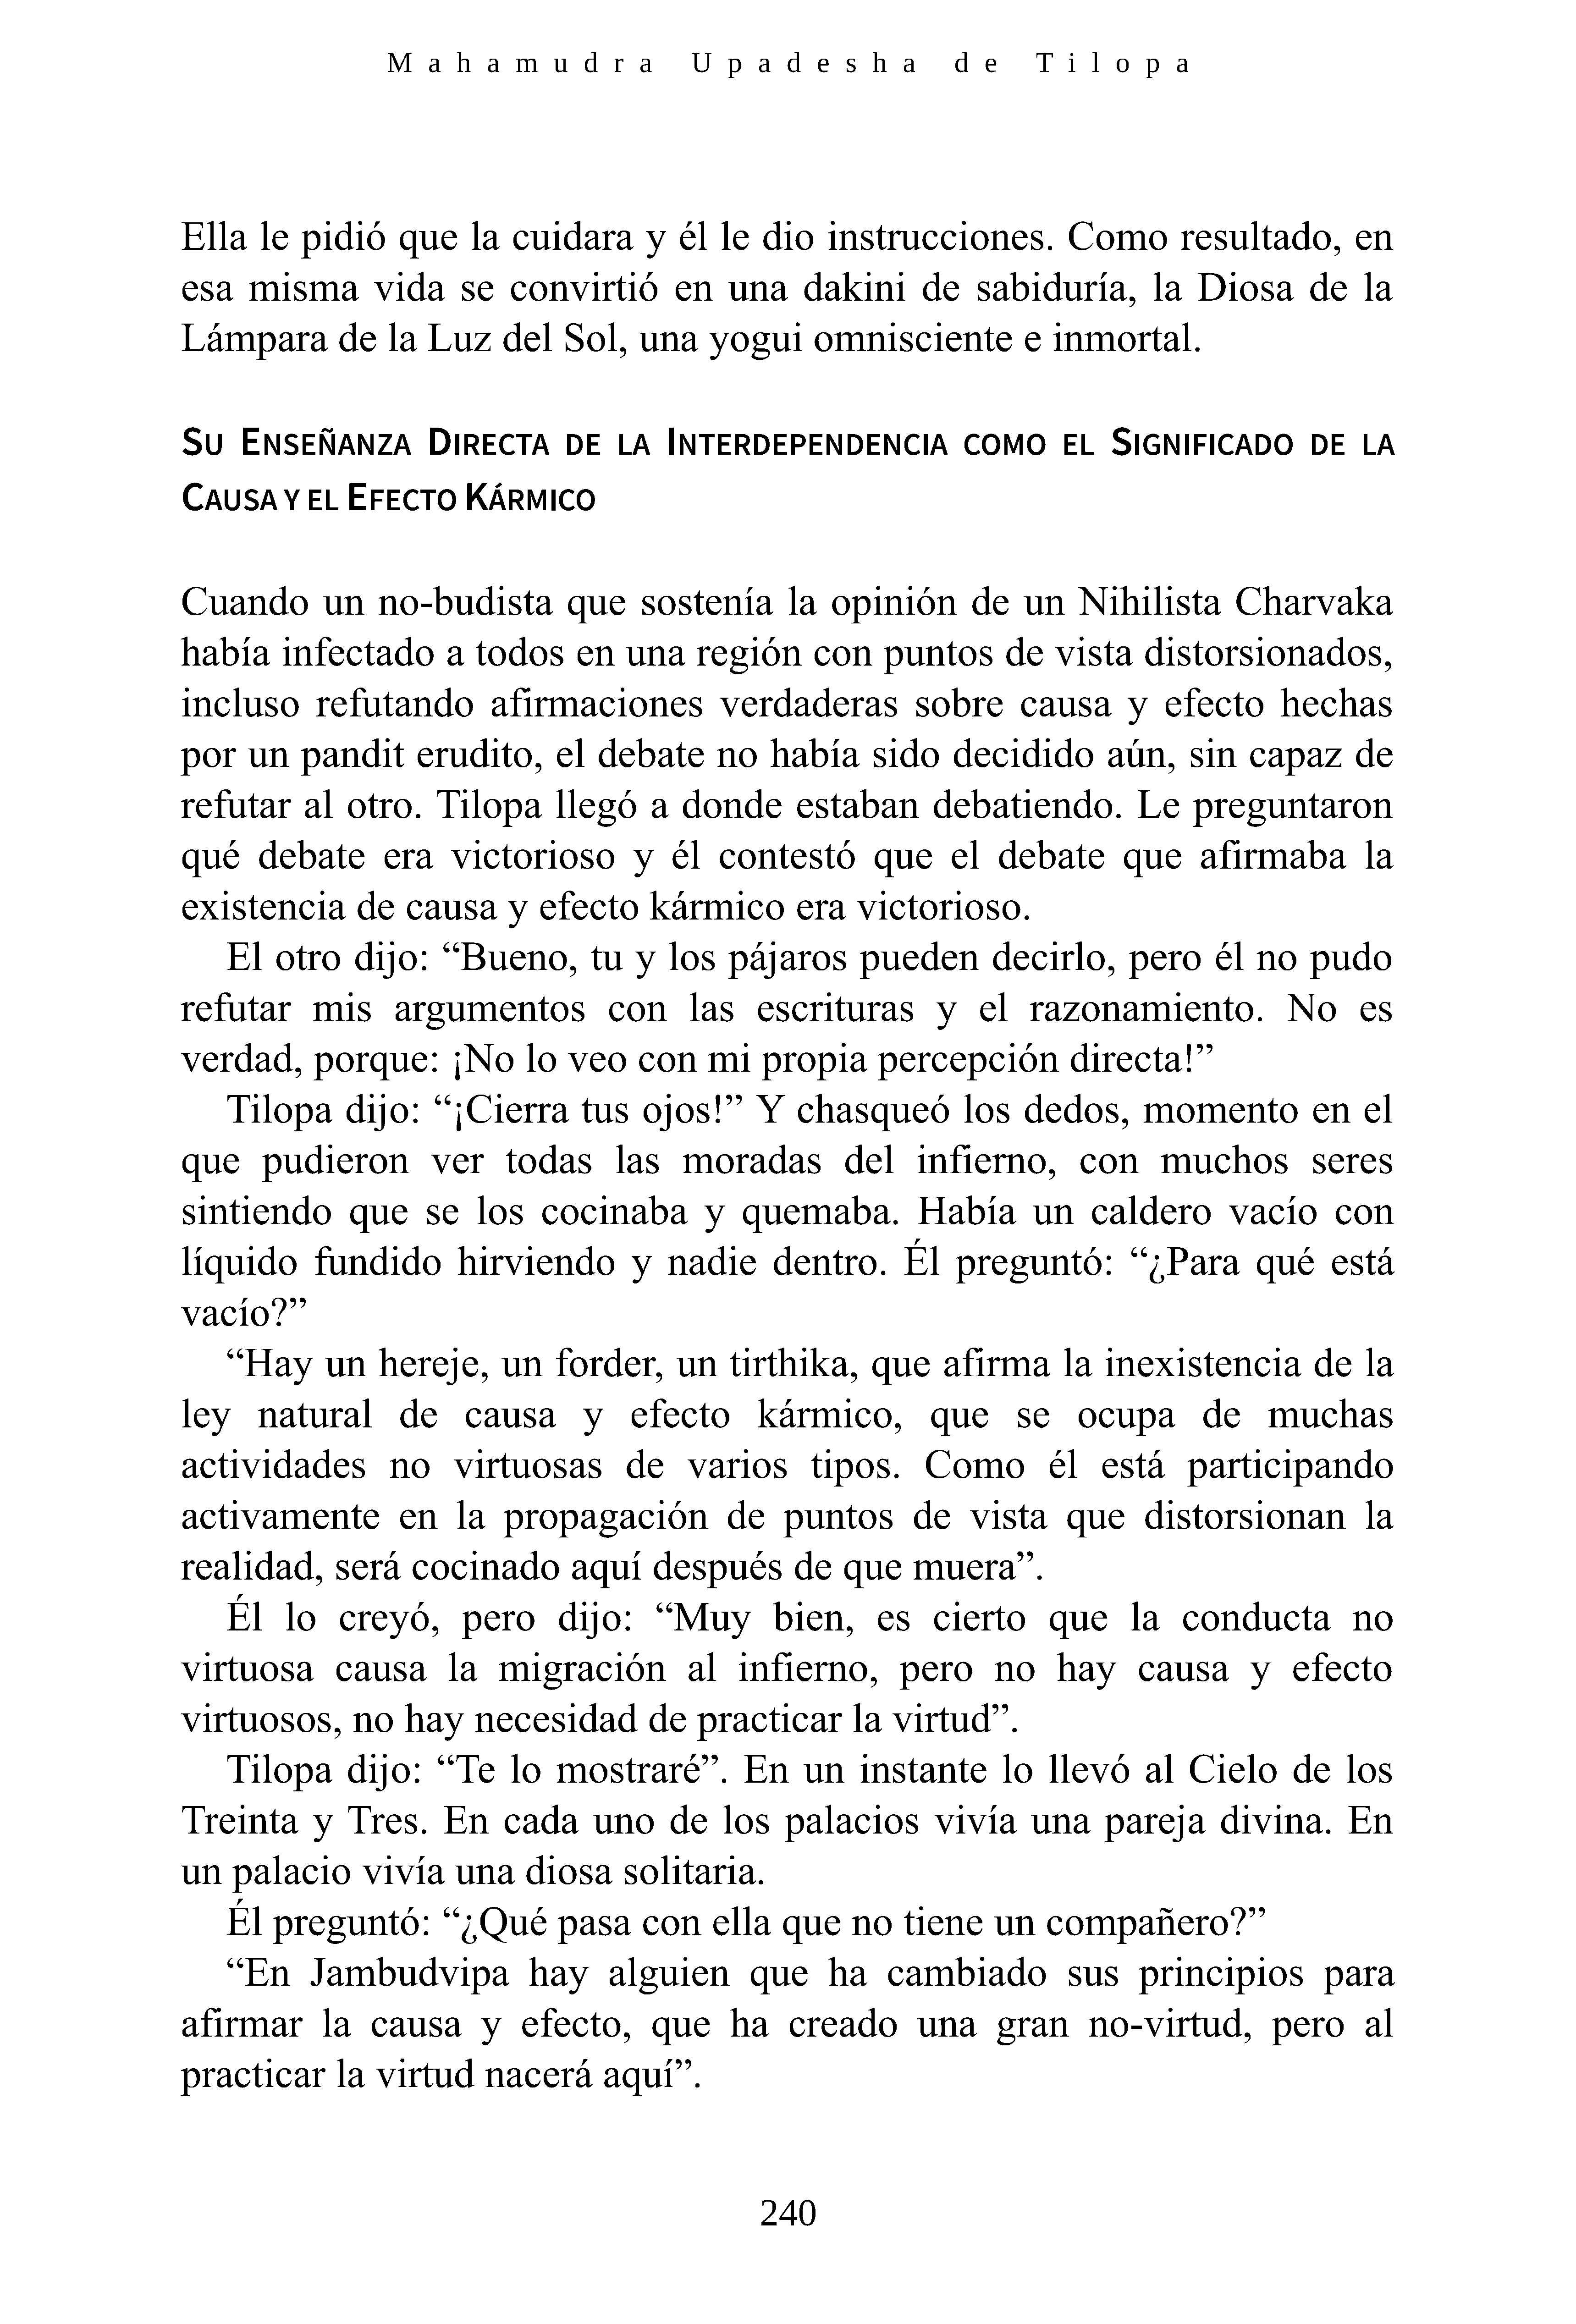 Mahamudra Upadesha de Tilopa
Ella le pidió que la cuidara y él le dio instrucciones. Como resultado, en
esa misma vida se convirtió en una dakini de sabiduría, la Diosa de la
Lámpara de la Luz del Sol, una yogui omnisciente e inmortal.
Su Enseñanza Directa de la Interdependencia como el Significado de la
Causa y el Efecto Kármico
Cuando un no-budista que sostenía la opinión de un Nihilista Charvaka
había infectado a todos en una región con puntos de vista distorsionados,
incluso refutando afirmaciones verdaderas sobre causa y efecto hechas
por un pandit erudito, el debate no había sido decidido aún, sin capaz de
refutar al otro. Tilopa llegó a donde estaban debatiendo. Le preguntaron
qué debate era victorioso y él contestó que el debate que afirmaba la
existencia de causa y efecto kármico era victorioso.
El otro dijo: “Bueno, tu y los pájaros pueden decirlo, pero él no pudo
refutar mis argumentos con las escrituras y el razonamiento. No es
verdad, porque: ¡No lo veo con mi propia percepción directa!”
Tilopa dijo: “¡Cierra tus ojos!” Y chasqueó los dedos, momento en el
que pudieron ver todas las moradas del infierno, con muchos seres
sintiendo que se los cocinaba y quemaba. Había un caldero vacío con
líquido fundido hirviendo y nadie dentro. Él preguntó: “¿Para qué está
vacío?”
“Hay un hereje, un forder, un tirthika, que afirma la inexistencia de la
ley natural de causa y efecto kármico, que se ocupa de muchas
actividades no virtuosas de varios tipos. Como él está participando
activamente en la propagación de puntos de vista que distorsionan la
realidad, será cocinado aquí después de que muera”.
Él lo creyó, pero dijo: “Muy bien, es cierto que la conducta no
virtuosa causa la migración al infierno, pero no hay causa y efecto
virtuosos, no hay necesidad de practicar la virtud”.
Tilopa dijo: “Te lo mostraré”. En un instante lo llevó al Cielo de los
Treinta y Tres. En cada uno de los palacios vivía una pareja divina. En
un palacio vivía una diosa solitaria.
Él preguntó: “¿Qué pasa con ella que no tiene un compañero?”
“En Jambudvipa hay alguien que ha cambiado sus principios para
afirmar la causa y efecto, que ha creado una gran no-virtud, pero al
practicar la virtud nacerá aquí”.
240